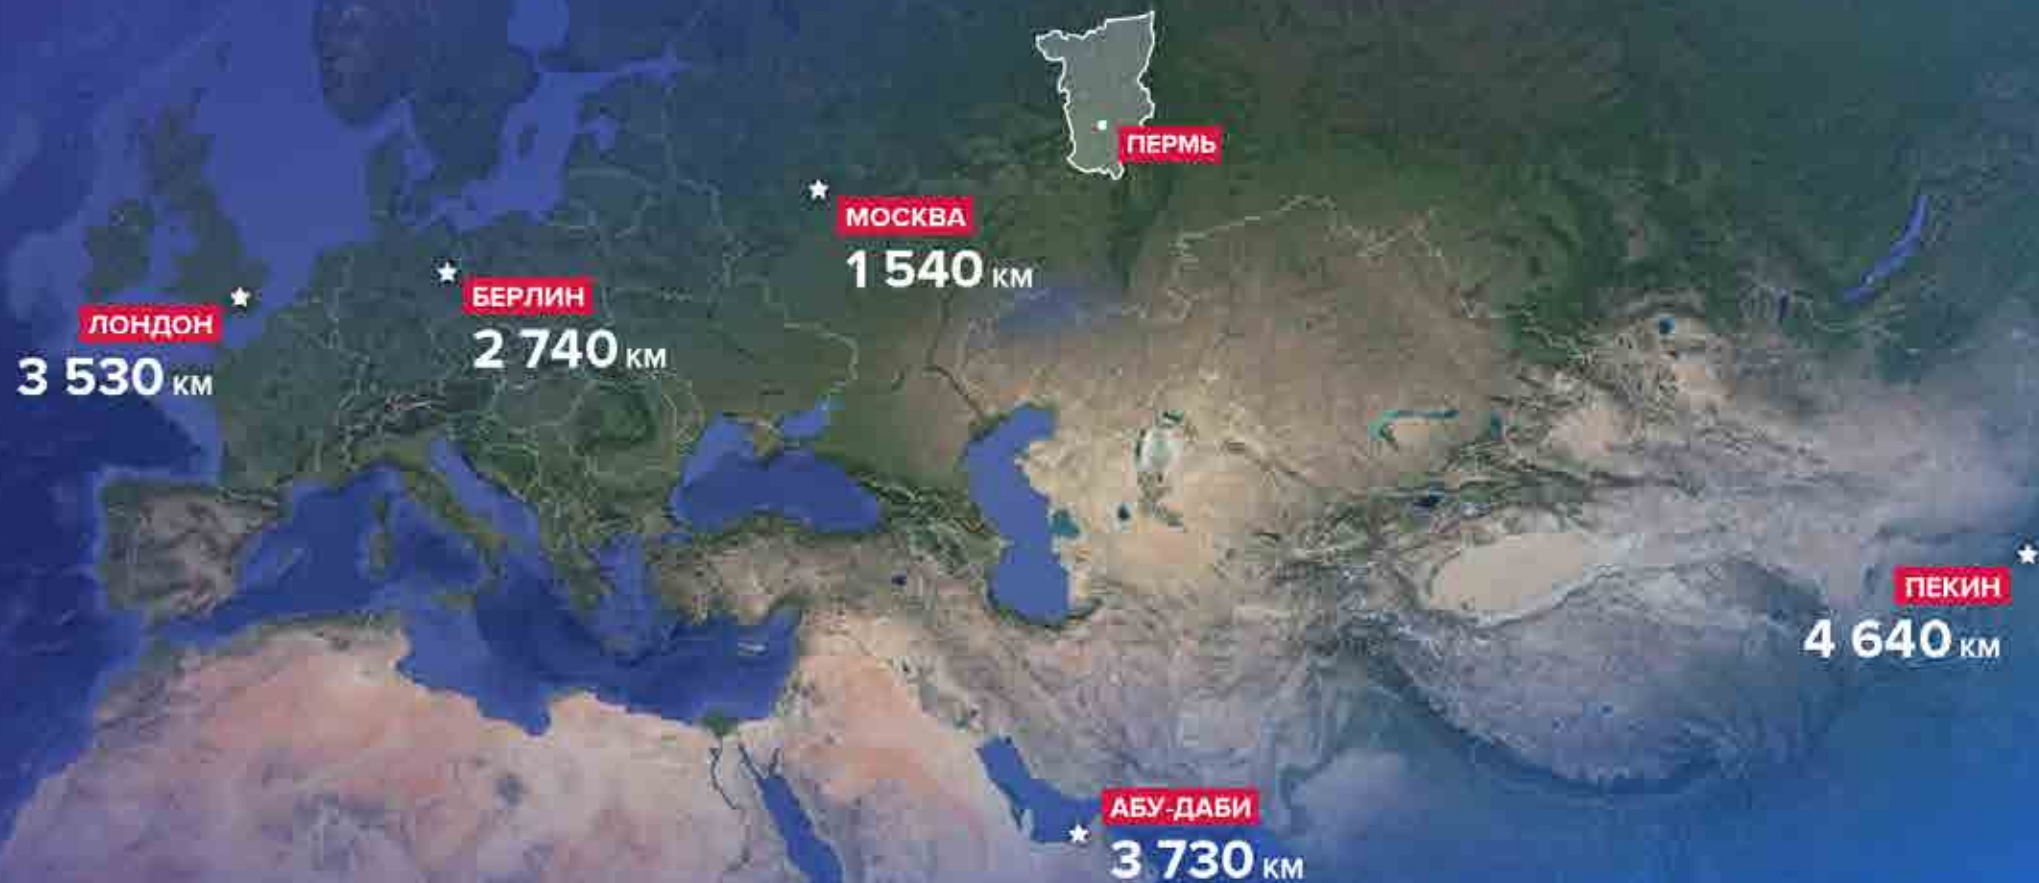 ПЕРМЬ
МОСКВА
1 540 КМ
БЕРЛИН
2 740 КМ
ЛОНДОН
3 530 КМ
ПЕКИН
4 640 КМ
АБУ-ДАБИ
3 730 КМ